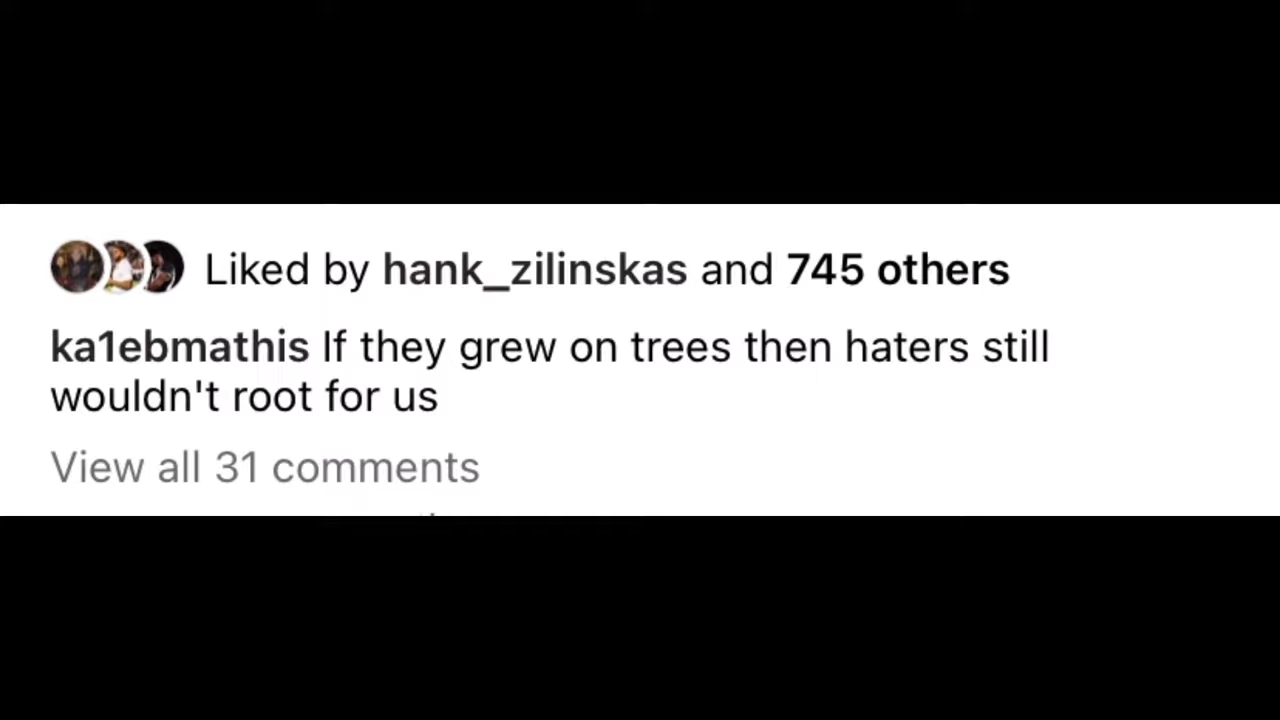 Liked by hank_zilinskas and 745 others
ka1ebmathis If they grew on trees then haters still
wouldn't root for us
View all 31 comments